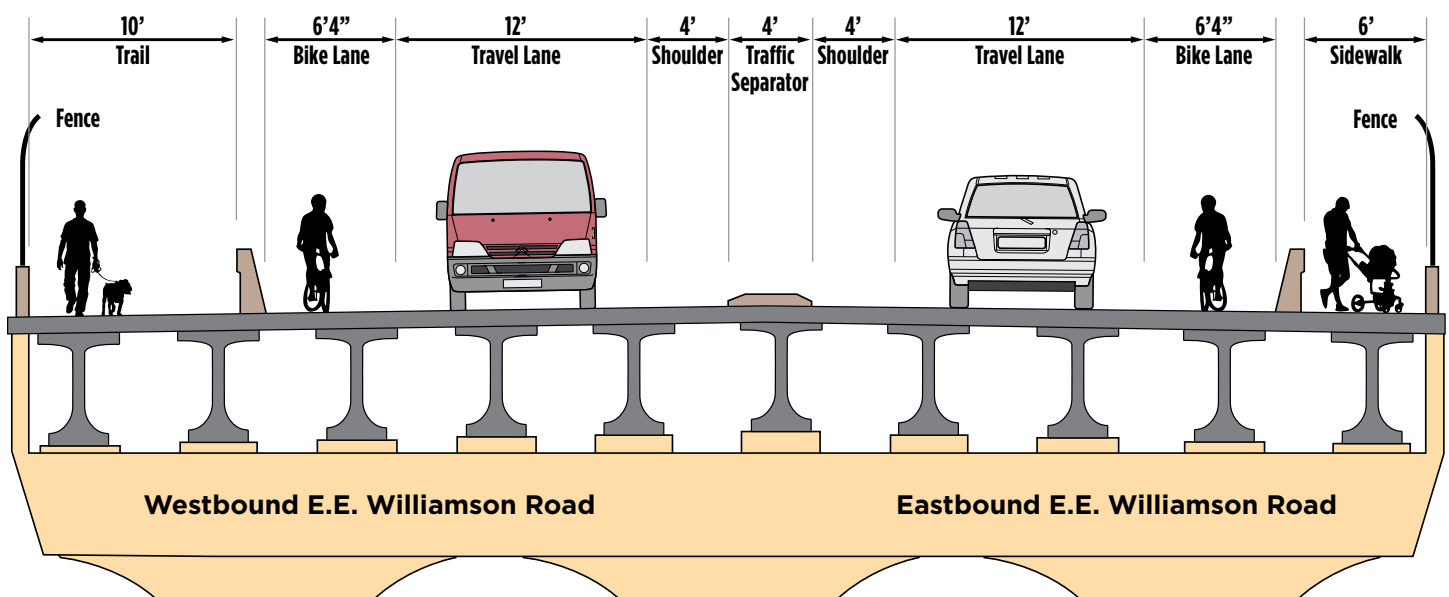 10’
Trail
6’4”
Bike Lane
12’
Travel Lane
4’
Shoulder
4’
Traffic
Separator
4’
Shoulder
12’
Travel Lane
6’4”
Bike Lane
6’
Sidewalk
Fence
Fence
Westbound E.E. Williamson Road
Eastbound E.E. Williamson Road